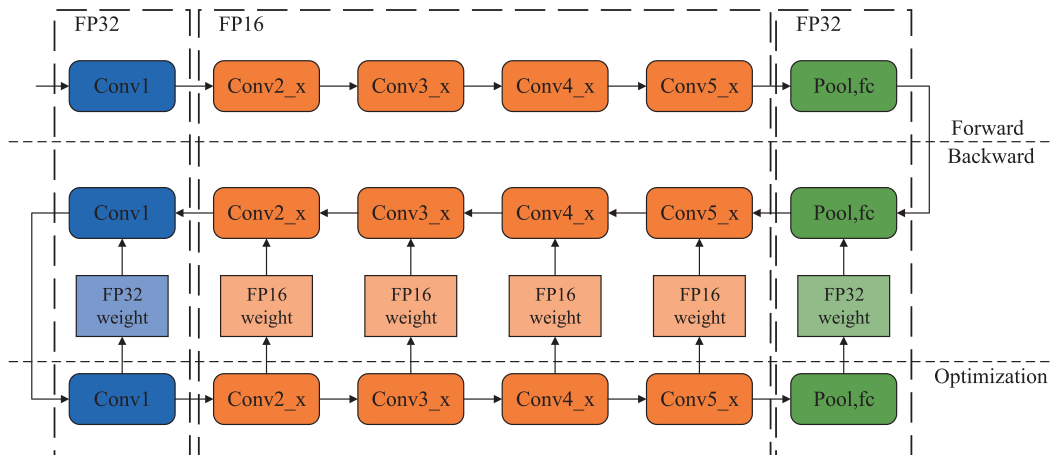 FP32
FP16
FP32
Conv1
Conv2_x
Conv3_x
Conv4_x
Conv5_x
Pool,fc
Forward
Backward
Conv1
Conv2_x
Conv3_x
Conv4_x
Conv5_x
Pool,fc
FP32
weight
FP16
weight
FP16
weight
FP16
weight
FP16
weight
FP32
weight
Optimization
Conv1
Conv2_x
Conv3_x
Conv4_x
Conv5_x
Pool,fc